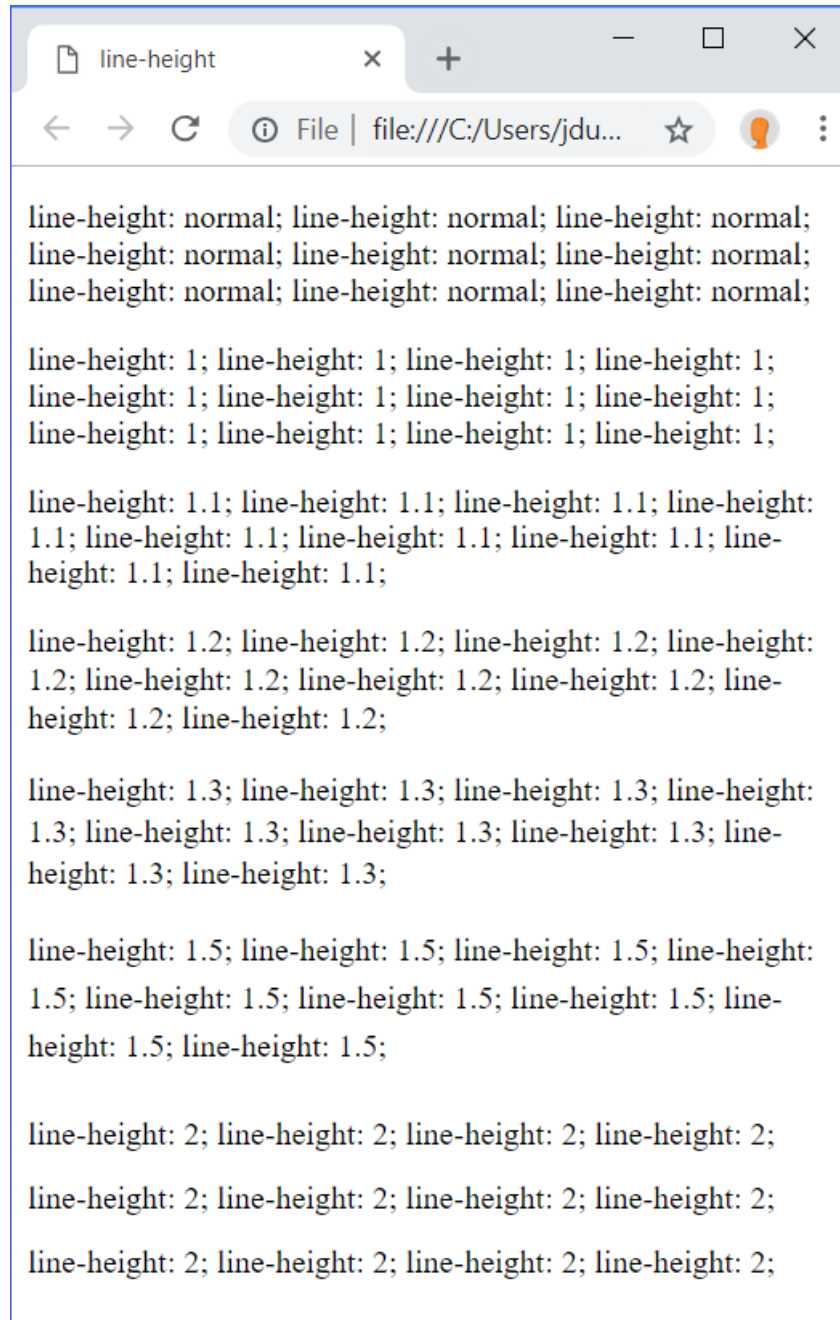 line-height
File | file:///C:/Users/jdu...
line-height: normal; line-height: normal; line-height: normal;
line-height: normal; line-height: normal; line-height: normal;
line-height: normal; line-height: normal; line-height: normal;
line-height: 1; line-height: 1; line-height: 1; line-height: 1;
line-height: 1; line-height: 1; line-height: 1; line-height: 1;
line-height: 1; line-height: 1; line-height: 1; line-height: 1;
line-height: 1.1; line-height: 1.1; line-height: 1.1; line-height:
1.1; line-height: 1.1; line-height: 1.1; line-height: 1.1; line-
height: 1.1; line-height: 1.1;
line-height: 1.2; line-height: 1.2; line-height: 1.2; line-height:
1.2; line-height: 1.2; line-height: 1.2; line-height: 1.2; line-
height: 1.2; line-height: 1.2;
line-height: 1.3; line-height: 1.3; line-height: 1.3; line-height:
1.3; line-height: 1.3; line-height: 1.3; line-height: 1.3; line-
height: 1.3; line-height: 1.3;
line-height: 1.5; line-height: 1.5; line-height: 1.5; line-height:
1.5; line-height: 1.5; line-height: 1.5; line-height: 1.5; line-
height: 1.5; line-height: 1.5;
line-height: 2; line-height: 2; line-height: 2; line-height: 2;
line-height: 2; line-height: 2; line-height: 2; line-height: 2;
line-height: 2; line-height: 2; line-height: 2; line-height: 2;